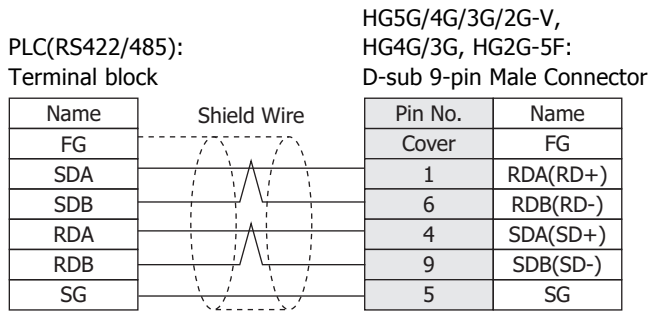 HG5G/4G/3G/2G-V,
PLC(RS422/485): HG4G/3G, HG2G-5F:
Terminal block D-sub 9-pin Male Connector
Name Shield Wire Pin No. Name
FG Cover FG
SDA 1 RDA(RD+)
SDB 6 RDB(RD-)
RDA 4 SDA(SD+)
RDB 9 SDB(SD-)
SG 5 SG